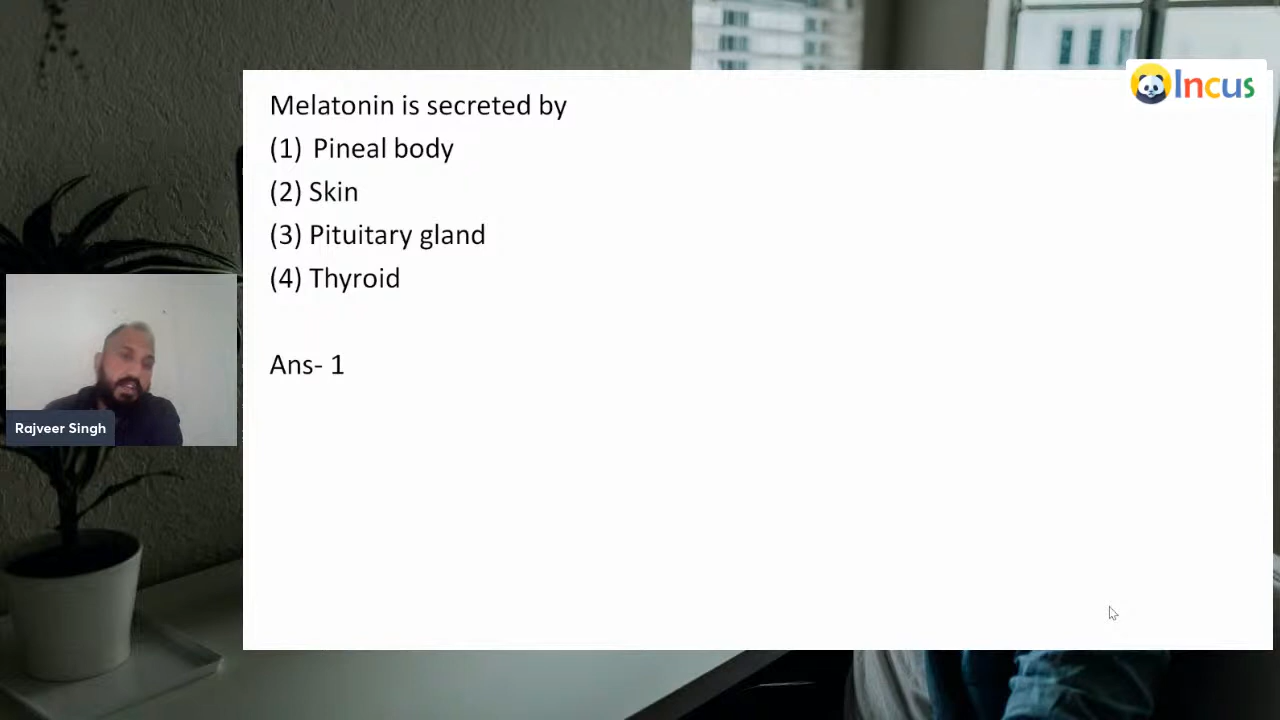 Incus
Melatonin is secreted by
(1) Pineal body
(2) Skin
(3) Pituitary gland
(4) Thyroid
Ans- 1
Rajveer Singh